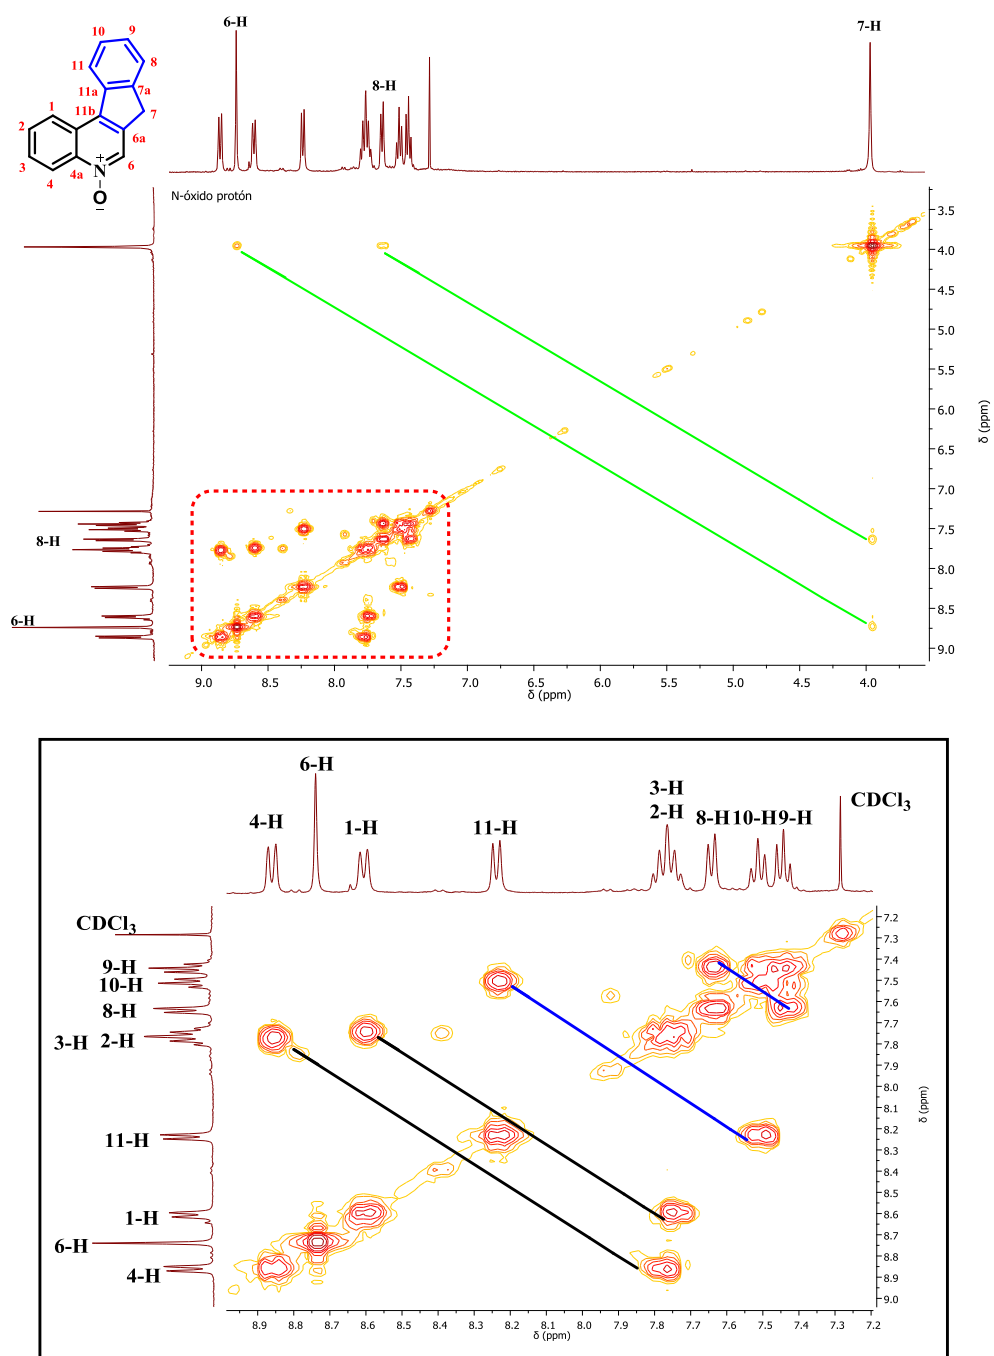 6-H
7-H
8-H
10
9
11
8
11a
7a
1
11b
7
2
6a
3
4a
6
4
N
+
O
−
N-óxido protón
3.5
4.0
4.5
5.0
5.5
6.0
6.5
7.0
7.5
8.0
8.5
9.0
δ (ppm)
8-H
6-H
9.0 8.5 8.0 7.5 7.0 6.5 6.0 5.5 5.0 4.5 4.0
δ (ppm)
6-H
4-H
1-H
11-H
3-H
2-H
8-H
10-H
9-H
CDCl3
CDCl3
9-H
10-H
8-H
3-H
2-H
11-H
1-H
6-H
4-H
7.2
7.3
7.4
7.5
7.6
7.7
7.8
7.9
8.0
8.1
8.2
8.3
8.4
8.5
8.6
8.7
8.8
8.9
9.0
δ (ppm)
8.9 8.8 8.7 8.6 8.5 8.4 8.3 8.2 8.1 8.0 7.9 7.8 7.7 7.6 7.5 7.4 7.3 7.2
δ (ppm)